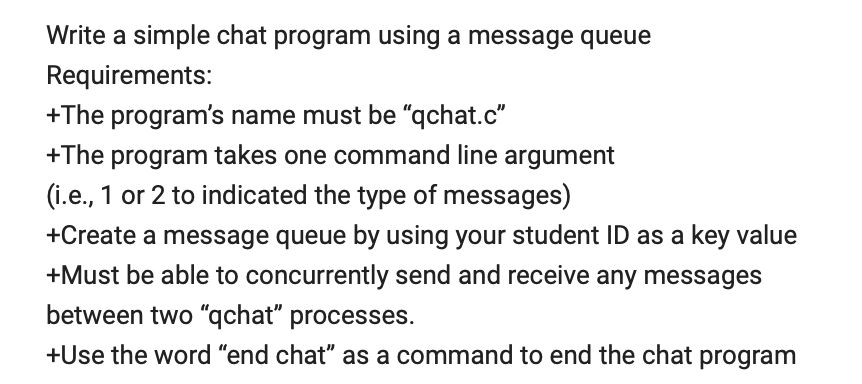 Write a simple chat program using a message queue
Requirements:
+The program’s name must be “qchat.c”
+The program takes one command line argument
(i.e., 1 or 2 to indicated the type of messages)
+Create a message queue by using your student ID as a key value
+Must be able to concurrently send and receive any messages
between two “qchat” processes.
+Use the word “end chat” as a command to end the chat program